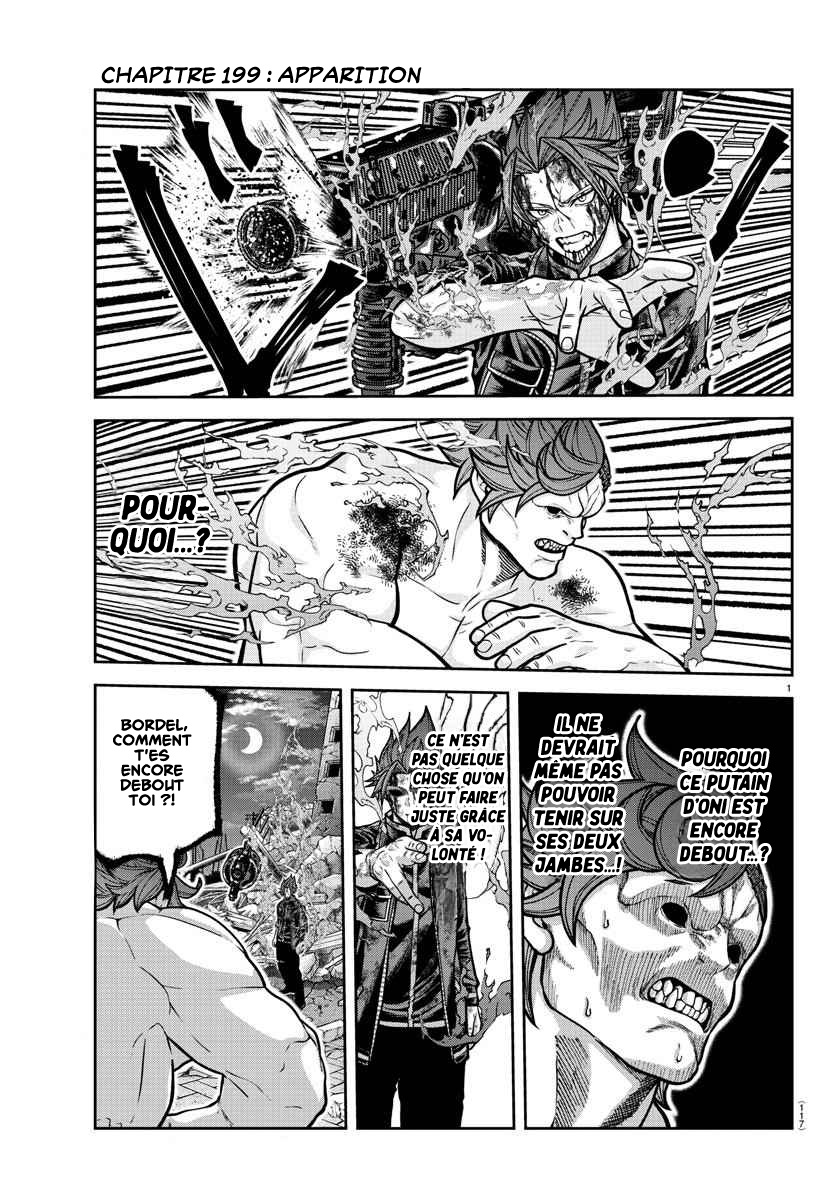 CHAPITRE 199 : APPARITION
POUR-
QUOI...?
1
POURQUOI
CE PUTAIN
D'ONI EST
ENCORE
DEBOUT...?
IL NE
DEVRAIT
MÊME PAS
POUVOIR
TENIR SUR
SES DEUX
JAMBES...!
CE N'EST
PAS QUELQUE
CHOSE QU'ON
PEUT FAIRE
JUSTE GRÂCE
À SA VO-
LONTÉ !
BORDEL,
COMMENT
T'ES
ENCORE
DEBOUT
TOI ?!
(117)